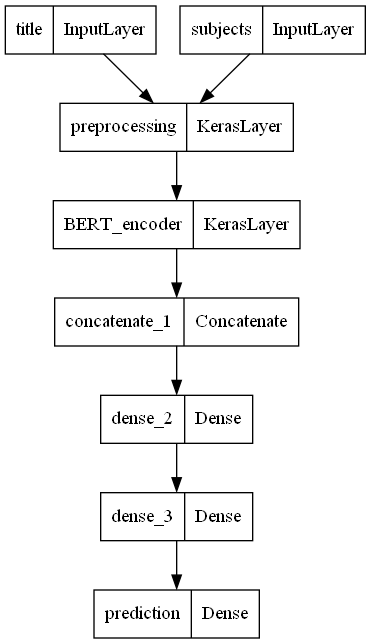 title InputLayer subjects InputLayer
preprocessing KerasLayer
BERT_encoder KerasLayer
concatenate_1 Concatenate
dense_2 Dense
dense_3 Dense
prediction Dense